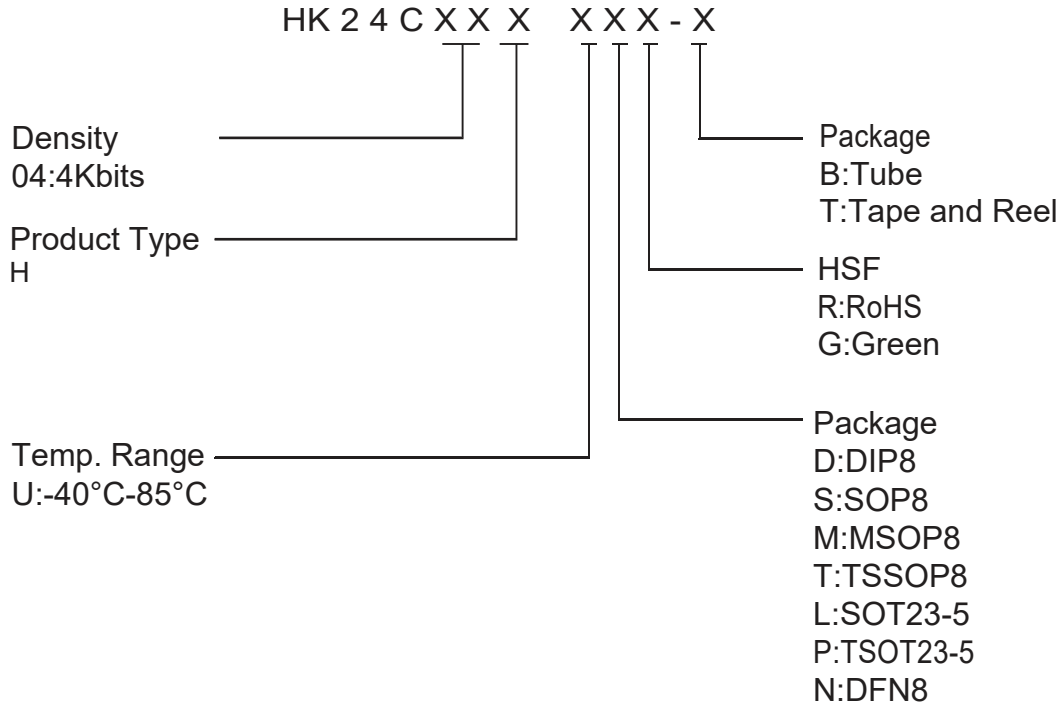 HK 2 4 C X X X X X X - X
Density
04:4Kbits
Product Type
H
Temp. Range
U:-40°C-85°C
Package
B:Tube
T:Tape and Reel
HSF
R:RoHS
G:Green
Package
D:DIP8
S:SOP8
M:MSOP8
T:TSSOP8
L:SOT23-5
P:TSOT23-5
N:DFN8